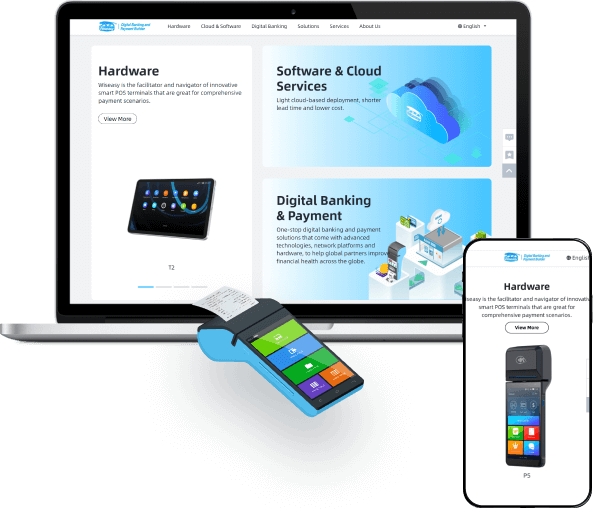 Digital Banking and
Payment Builder
Hardware Cloud & Software Digital Banking Solutions Services About Us
English
Hardware
Wiseasy is the facilitator and navigator of innovative
smart POS terminals that are great for comprehensive
payment scenarios.
View More
T2
Software & Cloud
Services
Light cloud-based deployment, shorter
lead time and lower cost.
Digital Banking
& Payment
One-stop digital banking and payment
solutions that come with advanced
technologies, network platforms and
hardware, to help global partners improve
financial health across the globe.
Digital Banking and
Payment Builder
English
Hardware
iseasy is the facilitator and navigator of innovativ
smart POS terminals that are great for
comprehensive payment scenarios.
View More
P5